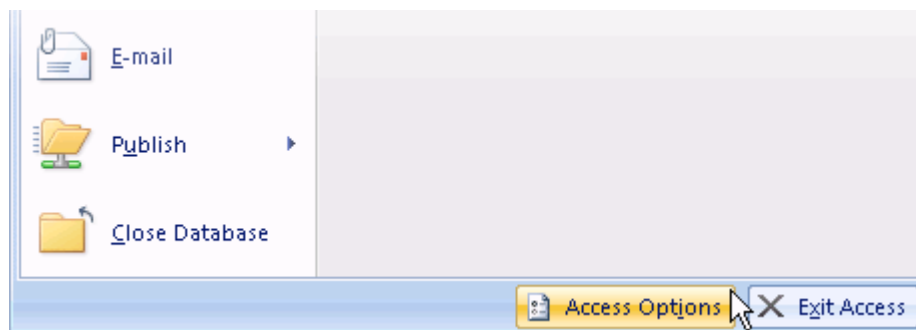 E-mail
Publish
Close Database
Access Options
Exit Access